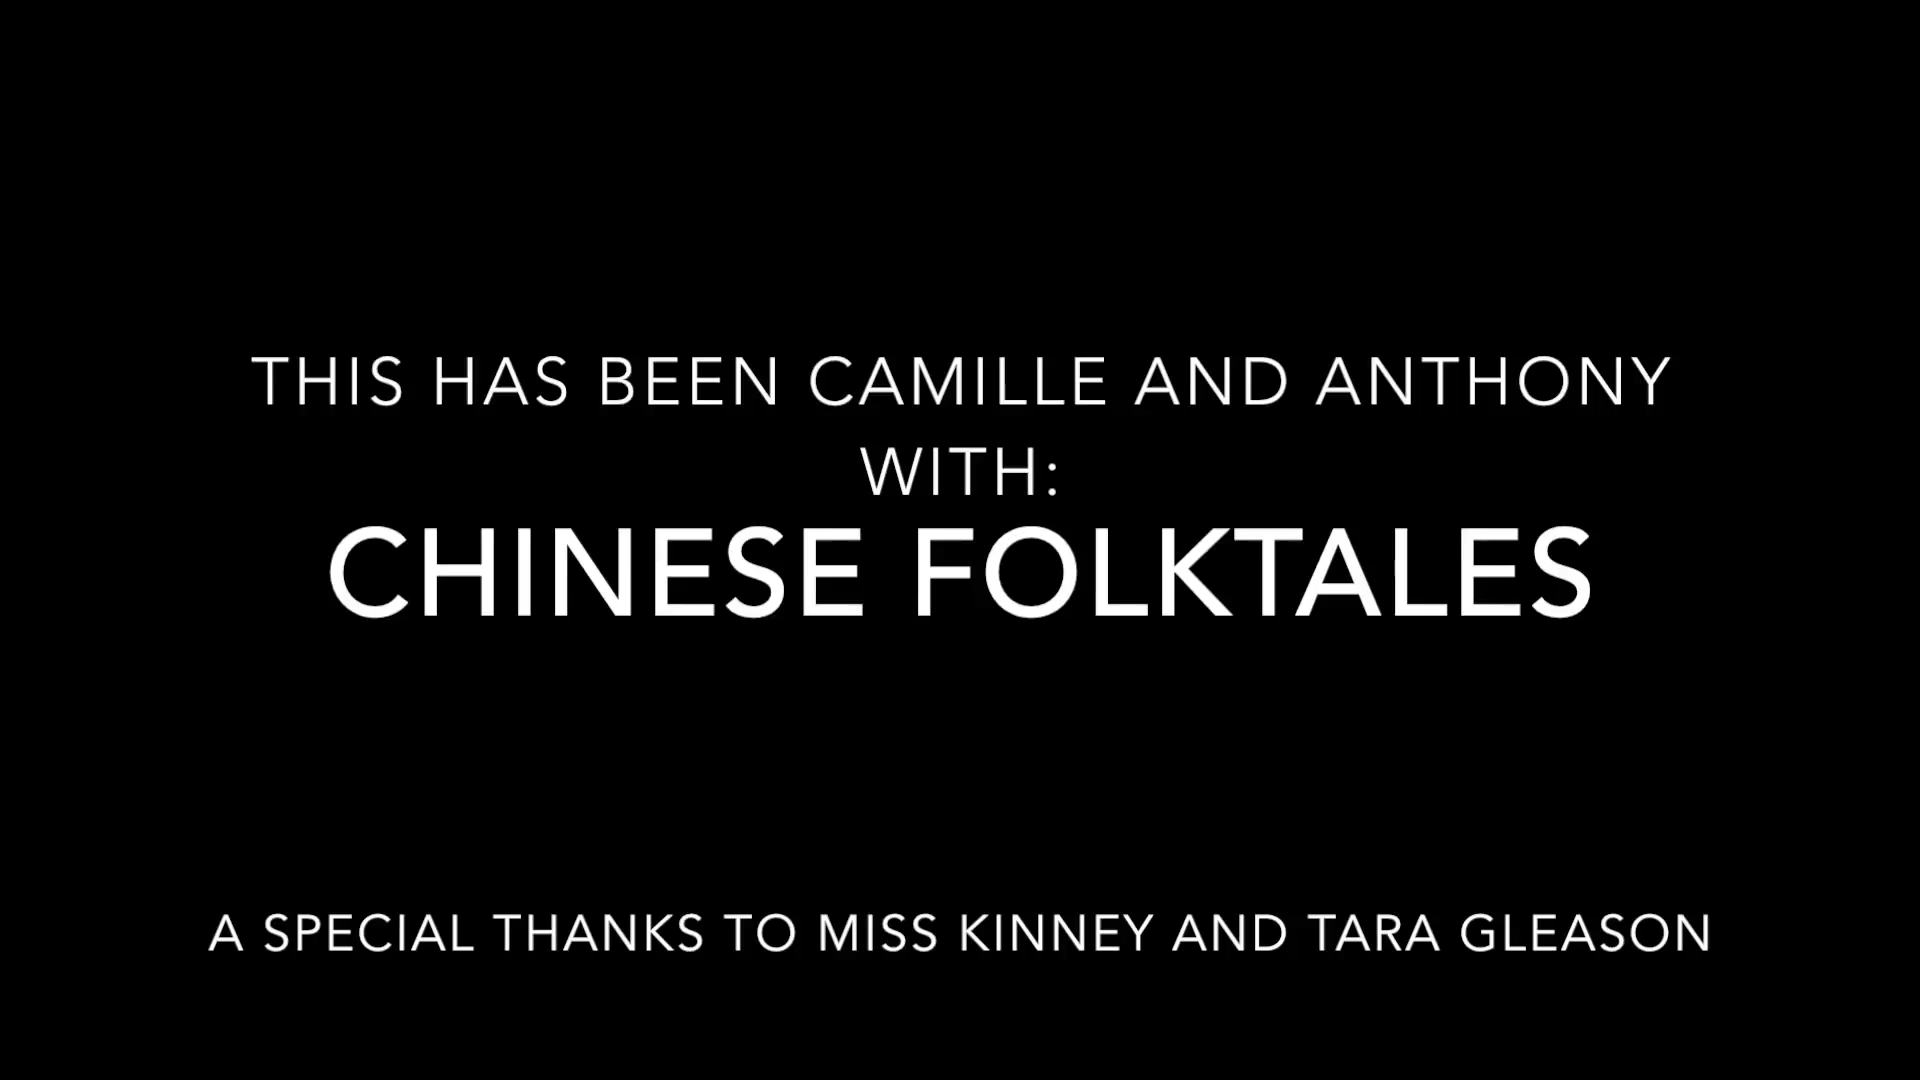 THIS HAS BEEN CAMILLE AND ANTHONY
WITH:
CHINESE FOLKTALES
A SPECIAL THANKS TO MISS KINNEY AND TARA GLEASON